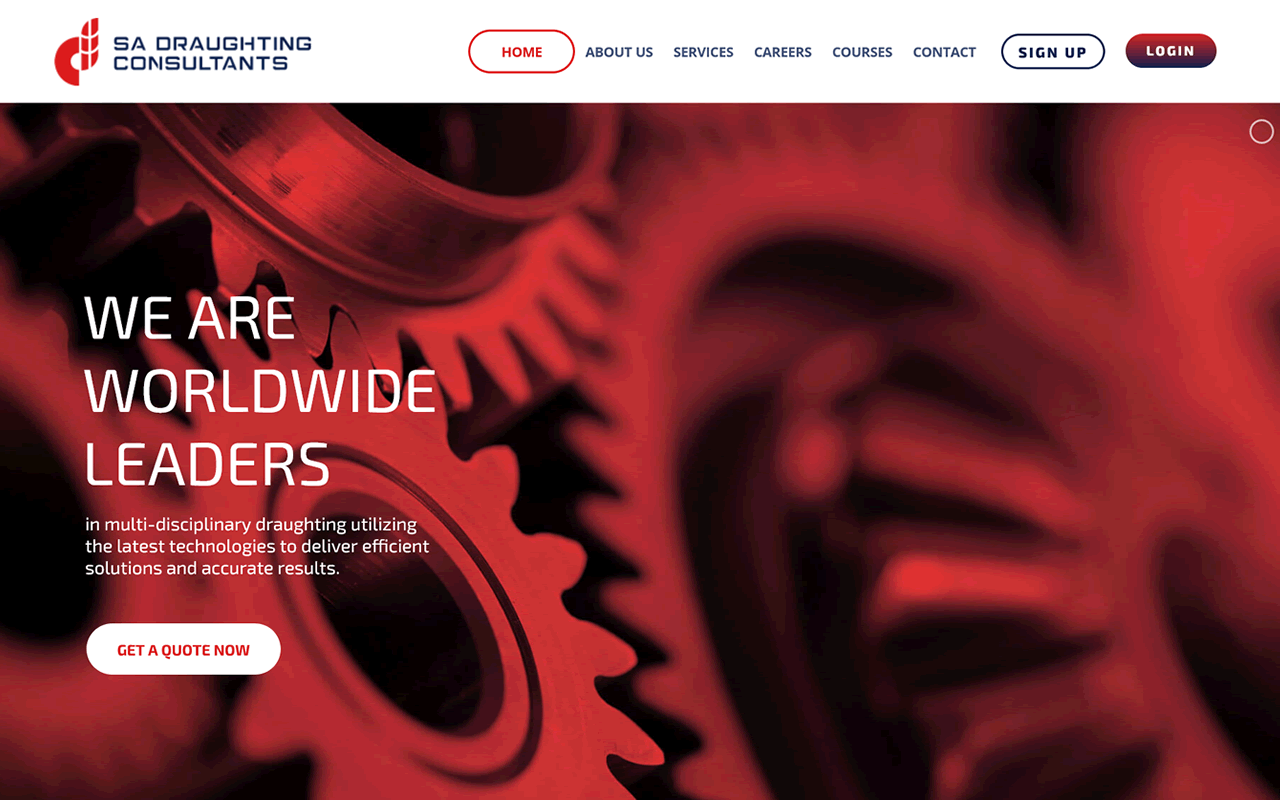 SA DRAUGHTING
CONSULTANTS
HOME
ABOUT US
SERVICES
CAREERS
COURSES
CONTACT
SIGN UP
LOGIN
WE ARE
WORLDWIDE
LEADERS
in multi-disciplinary draughting utilizing
the latest technologies to deliver efficient
solutions and accurate results.
GET A QUOTE NOW